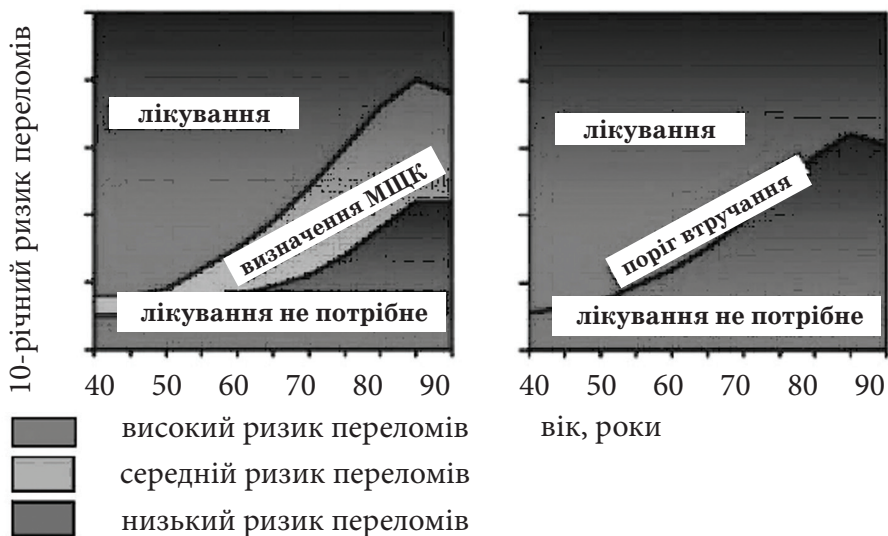 10-річний ризик переломів
лікування
визначення МЩК
лікування не потрібне
40 50 60 70 80 90
лікування
поріг втручання
лікування не потрібне
40 50 60 70 80 90
високий ризик переломів
вік, роки
середній ризик переломів
низький ризик переломів